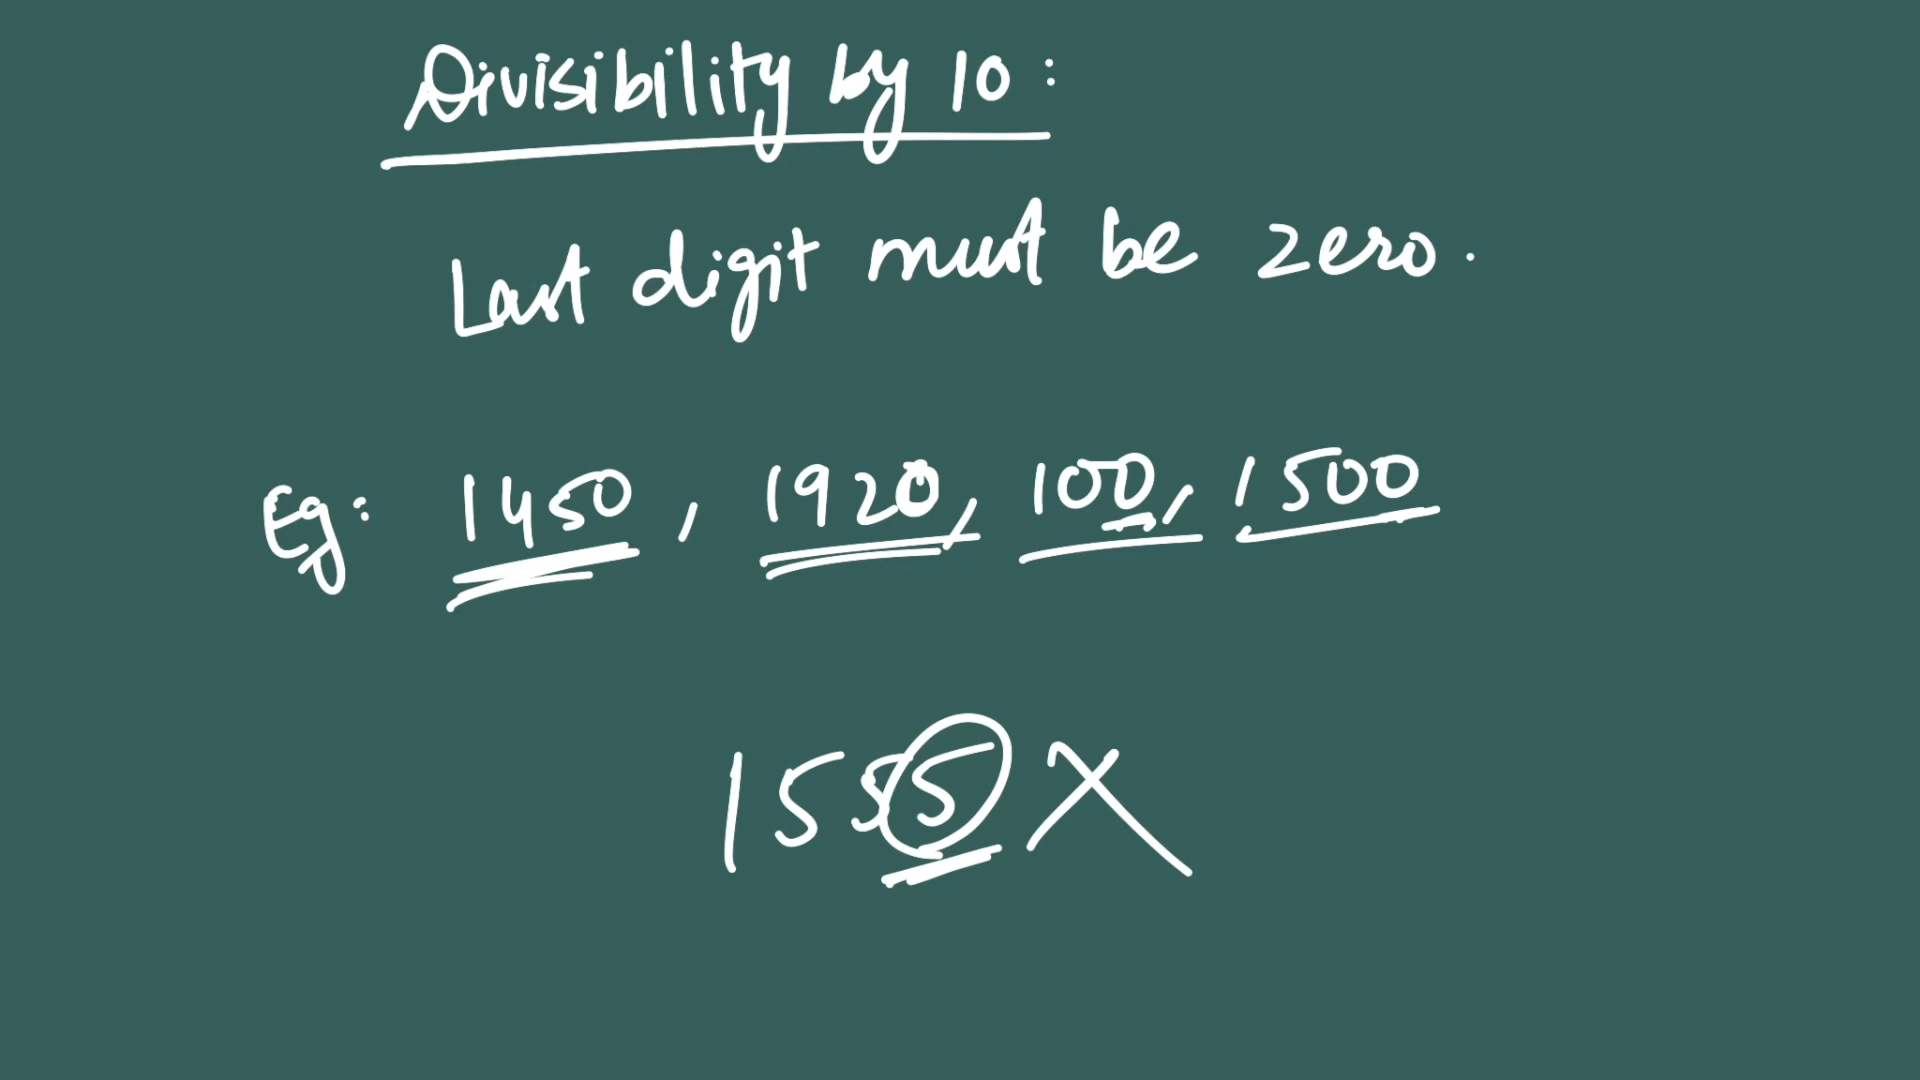 Divisibility by 10:
Last digit must be zero.
Eg: 1450, 1920, 100, 1500
1555 X